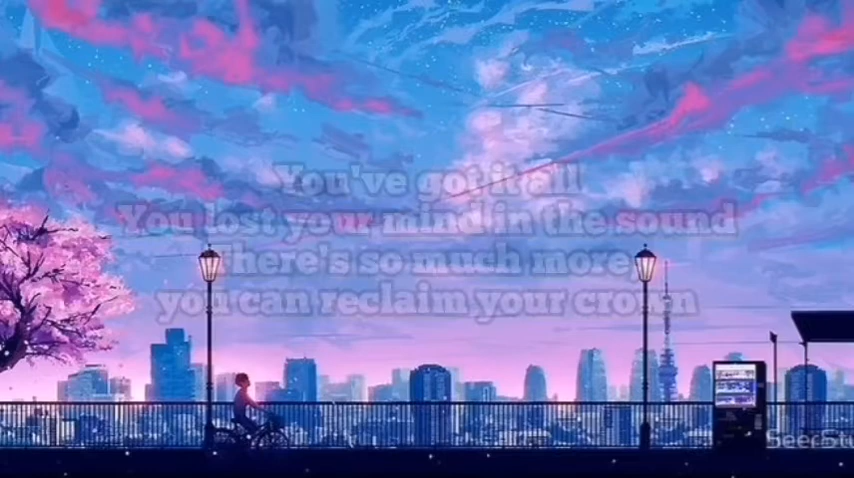 You've got it all
You lost your mind in the sound
There's so much more
you can reclaim your crown
SeerStu